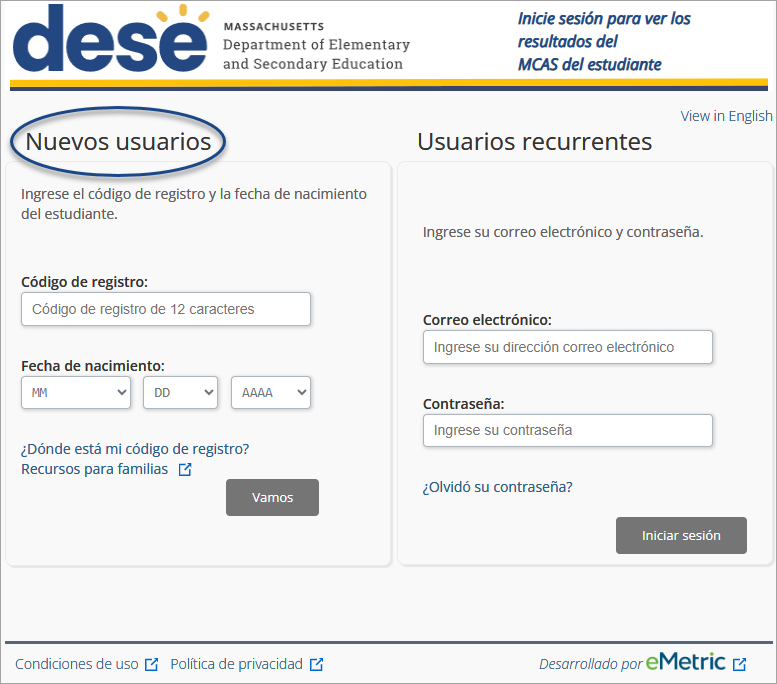 dese
MASSACHUSETTS
Department of Elementary
and Secondary Education
Inicie sesión para ver los
resultados del
MCAS del estudiante
View in English
Nuevos usuarios
Ingrese el código de registro y la fecha de nacimiento
del estudiante.
Código de registro:
Código de registro de 12 caracteres
Fecha de nacimiento:
MM DD AAAA
¿Dónde está mi código de registro?
Recursos para familias
Vamos
Usuarios recurrentes
Ingrese su correo electrónico y contraseña.
Correo electrónico:
Ingrese su dirección correo electrónico
Contraseña:
Ingrese su contraseña
¿Olvidó su contraseña?
Iniciar sesión
Condiciones de uso Política de privacidad Desarrollado por eMetric